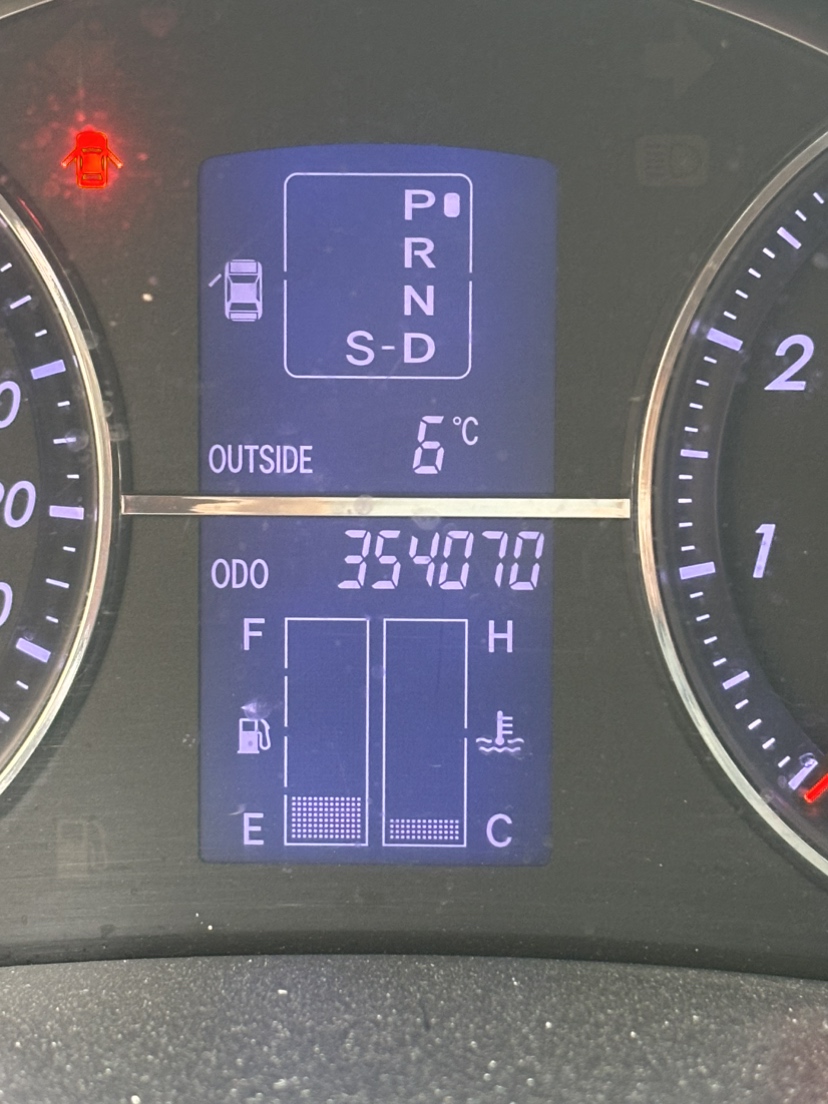 P
R
N
S-D
OUTSIDE 6°C
ODO 354070
F H
E C
2
1